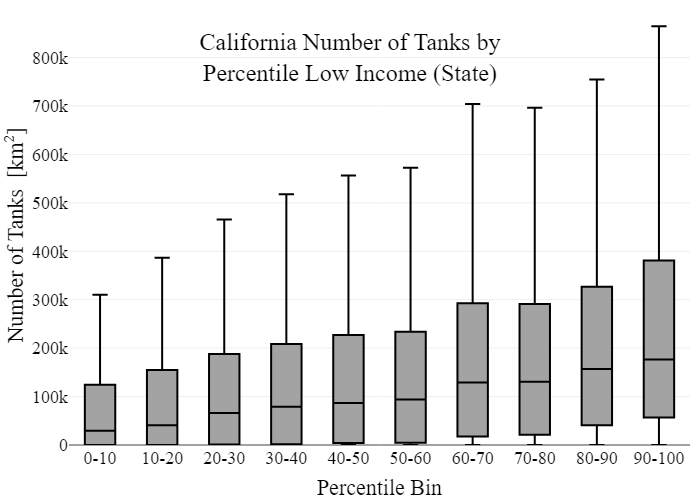 California Number of Tanks by
Percentile Low Income (State)
Number of Tanks [km²]
800k
700k
600k
500k
400k
300k
200k
100k
0
0-10 10-20 20-30 30-40 40-50 50-60 60-70 70-80 80-90 90-100
Percentile Bin